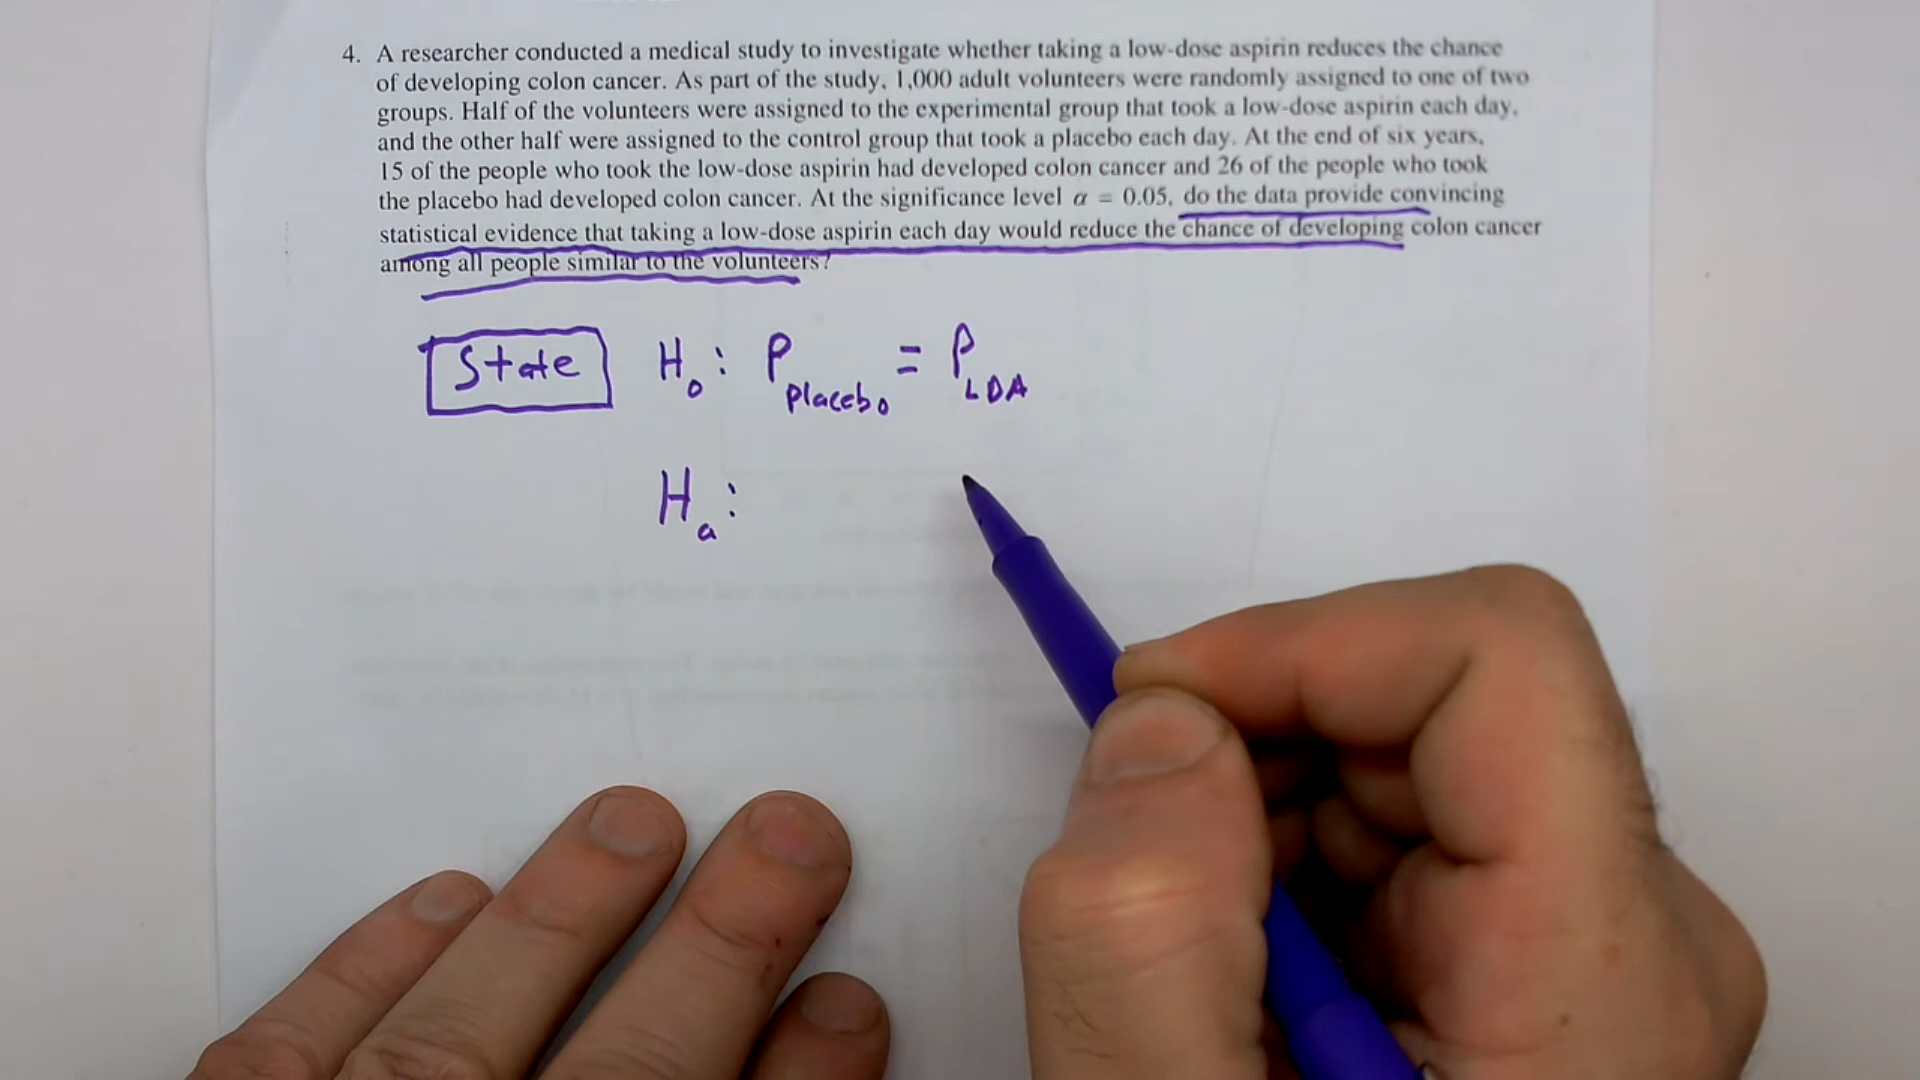 4. A researcher conducted a medical study to investigate whether taking a low-dose aspirin reduces the chance
of developing colon cancer. As part of the study, 1,000 adult volunteers were randomly assigned to one of two
groups. Half of the volunteers were assigned to the experimental group that took a low-dose aspirin each day,
and the other half were assigned to the control group that took a placebo each day. At the end of six years,
15 of the people who took the low-dose aspirin had developed colon cancer and 26 of the people who took
the placebo had developed colon cancer. At the significance level α = 0.05, do the data provide convincing
statistical evidence that taking a low-dose aspirin each day would reduce the chance of developing colon cancer
among all people similar to the volunteers?
State H₀: P placebo = P LDA
Hₐ: